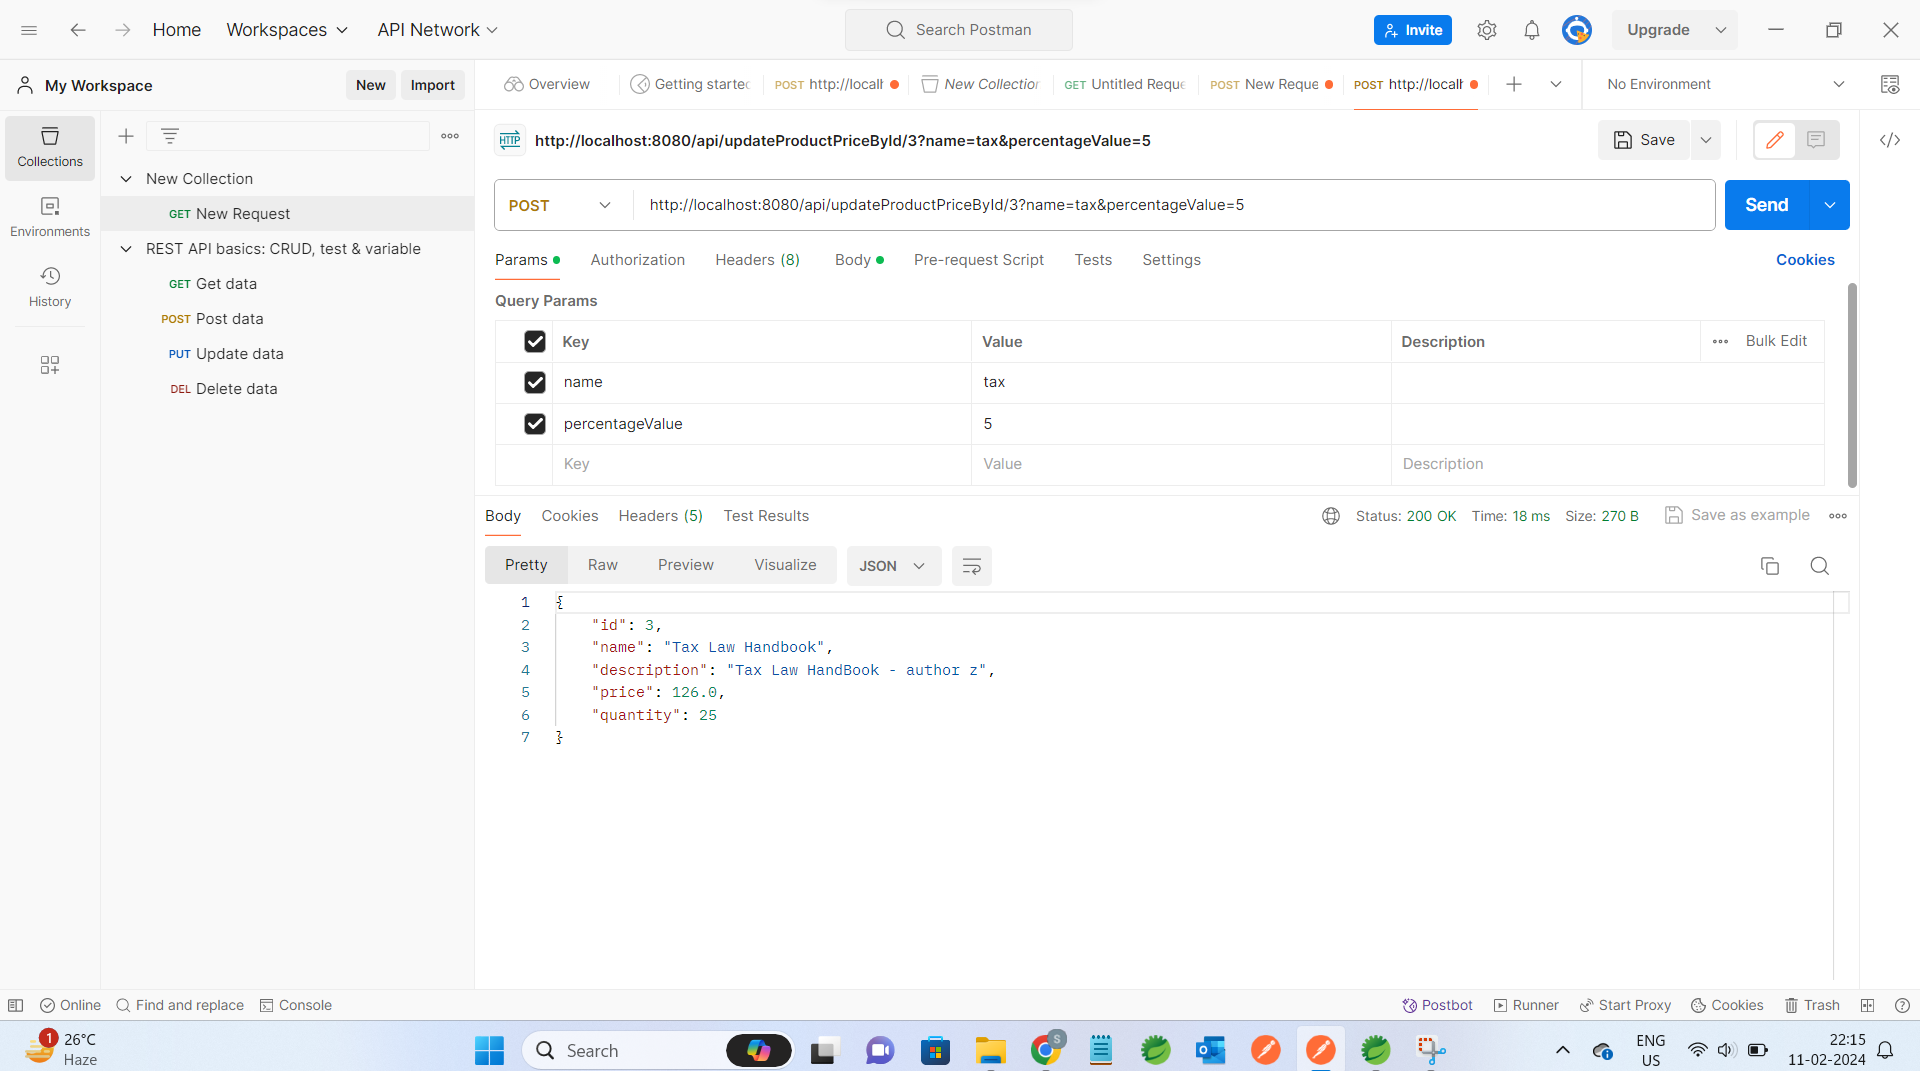 Home Workspaces API Network Search Postman Invite Upgrade
My Workspace New Import Overview Getting started POST http://localh New Collection GET Untitled Reque POST New Reque POST http://localh No Environment
Collections
Environments
History
New Collection
GET New Request
REST API basics: CRUD, test & variable
GET Get data
POST Post data
PUT Update data
DEL Delete data
HTTP http://localhost:8080/api/updateProductPriceById/3?name=tax&percentageValue=5 Save
POST http://localhost:8080/api/updateProductPriceById/3?name=tax&percentageValue=5 Send
Params Authorization Headers (8) Body Pre-request Script Tests Settings Cookies
Query Params
Key Value Description Bulk Edit
name tax
percentageValue 5
Key Value Description
Body Cookies Headers (5) Test Results Status: 200 OK Time: 18 ms Size: 270 B Save as example
Pretty Raw Preview Visualize JSON
1 {
2 "id": 3,
3 "name": "Tax Law Handbook",
4 "description": "Tax Law HandBook - author z",
5 "price": 126.0,
6 "quantity": 25
7 }
Online Find and replace Console Postbot Runner Start Proxy Cookies Trash
1 26°C
Haze
Search
S
ENG
US
22:15
11-02-2024